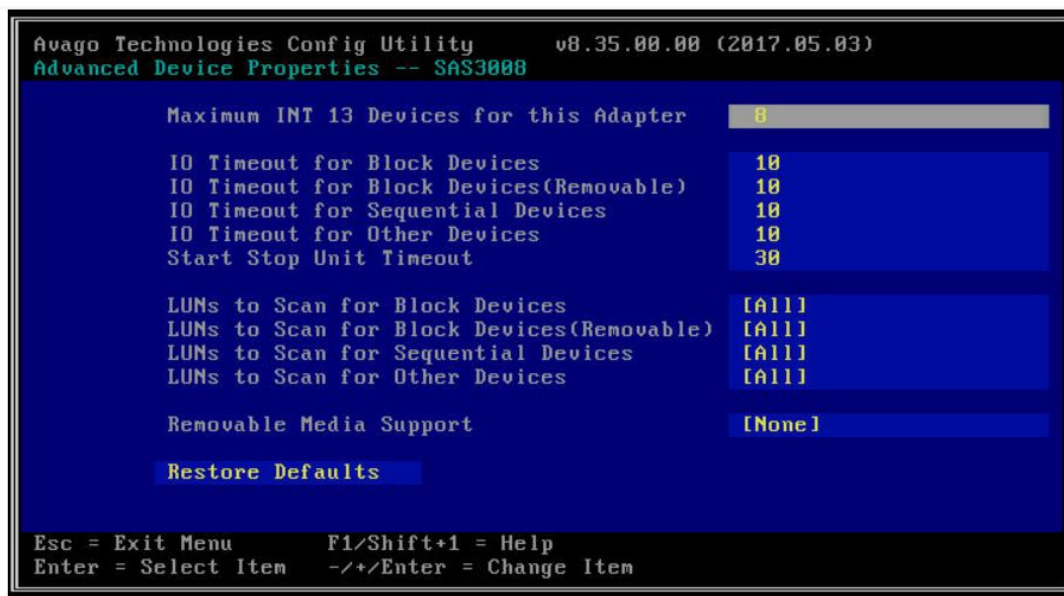 Avago Technologies Config Utility v8.35.00.00 (2017.05.03)
Advanced Device Properties -- SAS3008
Maximum INT 13 Devices for this Adapter 8
IO Timeout for Block Devices 10
IO Timeout for Block Devices(Removable) 10
IO Timeout for Sequential Devices 10
IO Timeout for Other Devices 10
Start Stop Unit Timeout 30
LUNs to Scan for Block Devices [All]
LUNs to Scan for Block Devices(Removable) [All]
LUNs to Scan for Sequential Devices [All]
LUNs to Scan for Other Devices [All]
Removable Media Support [None]
Restore Defaults
Esc = Exit Menu F1/Shift+1 = Help
Enter = Select Item -/+/Enter = Change Item